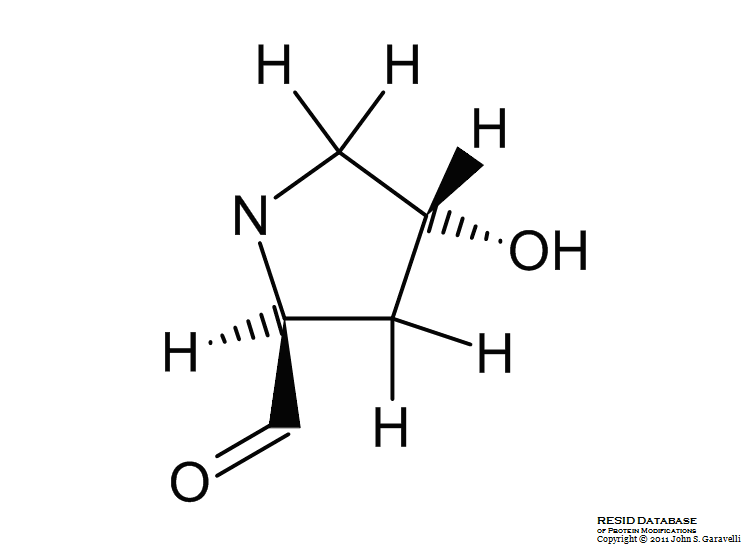 H H
H
N
OH
H
H
H
O
RESID DATABASE
OF PROTEIN MODIFICATIONS
Copyright © 2011 John S. Garavelli